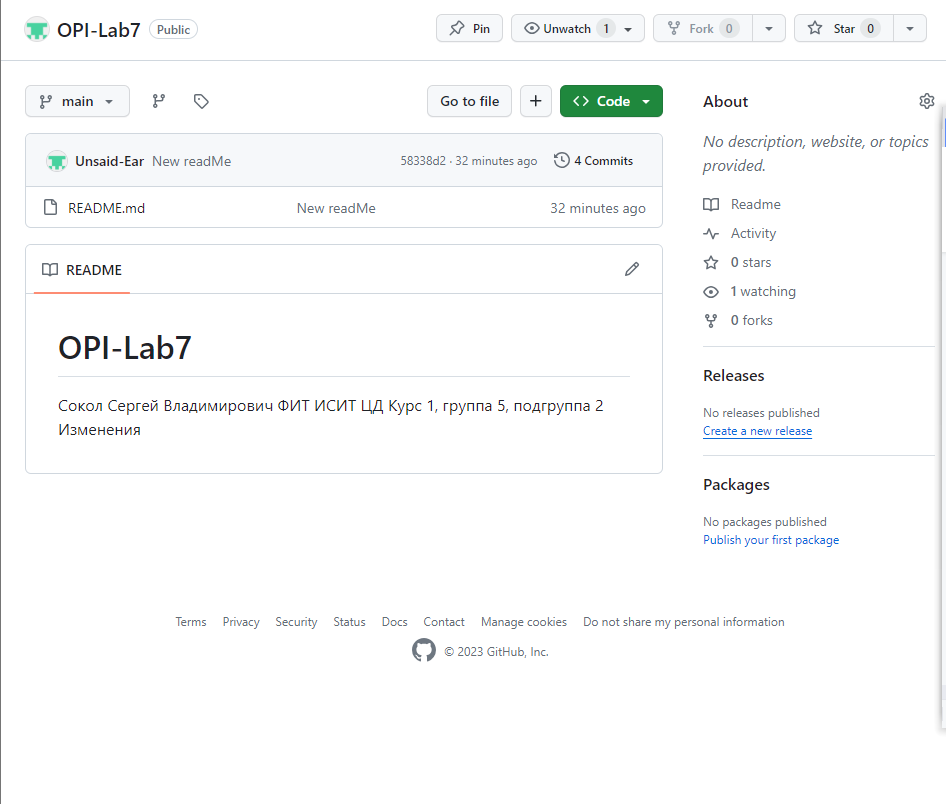 OPI-Lab7 Public Pin Unwatch 1 Fork 0 Star 0
main Go to file + <> Code
Unsaid-Ear New readMe 58338d2 · 32 minutes ago 4 Commits
README.md New readMe 32 minutes ago
README
OPI-Lab7
Сокол Сергей Владимирович ФИТ ИСИТ ЦД Курс 1, группа 5, подгруппа 2
Изменения
About
No description, website, or topics
provided.
Readme
Activity
0 stars
1 watching
0 forks
Releases
No releases published
Create a new release
Packages
No packages published
Publish your first package
Terms Privacy Security Status Docs Contact Manage cookies Do not share my personal information
© 2023 GitHub, Inc.